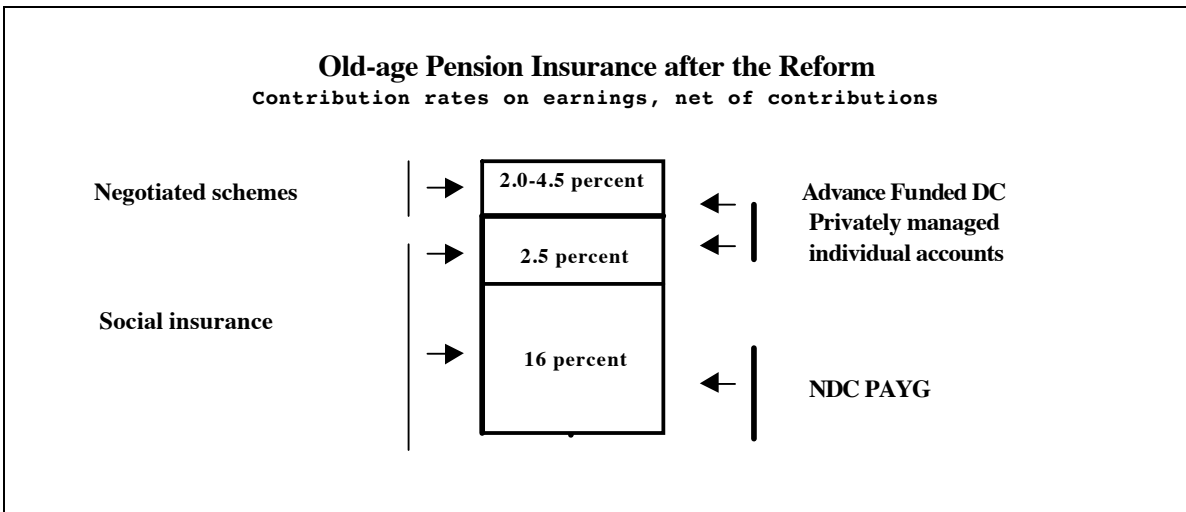 Old-age Pension Insurance after the Reform
Contribution rates on earnings, net of contributions
Negotiated schemes
Social insurance
2.0-4.5 percent
2.5 percent
16 percent
Advance Funded DC
Privately managed
individual accounts
NDC PAYG